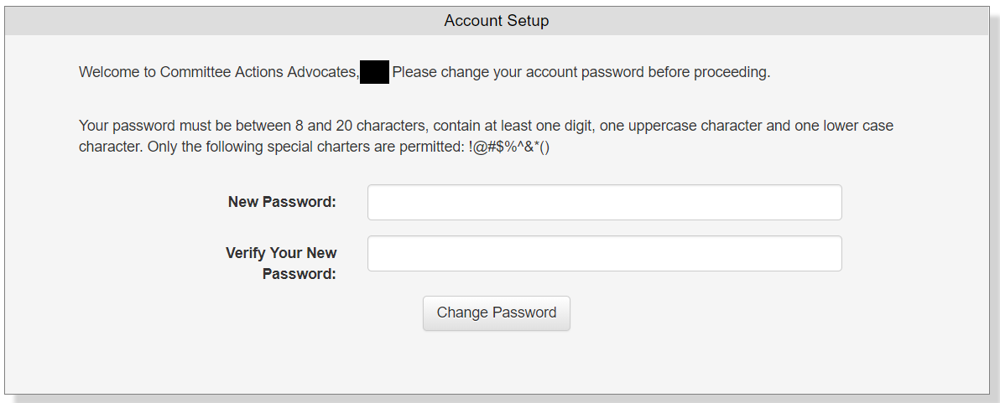 Account Setup
Welcome to Committee Actions Advocates, Please change your account password before proceeding.
Your password must be between 8 and 20 characters, contain at least one digit, one uppercase character and one lower case
character. Only the following special charters are permitted: !@#$%^&*()
New Password:
Verify Your New
Password:
Change Password